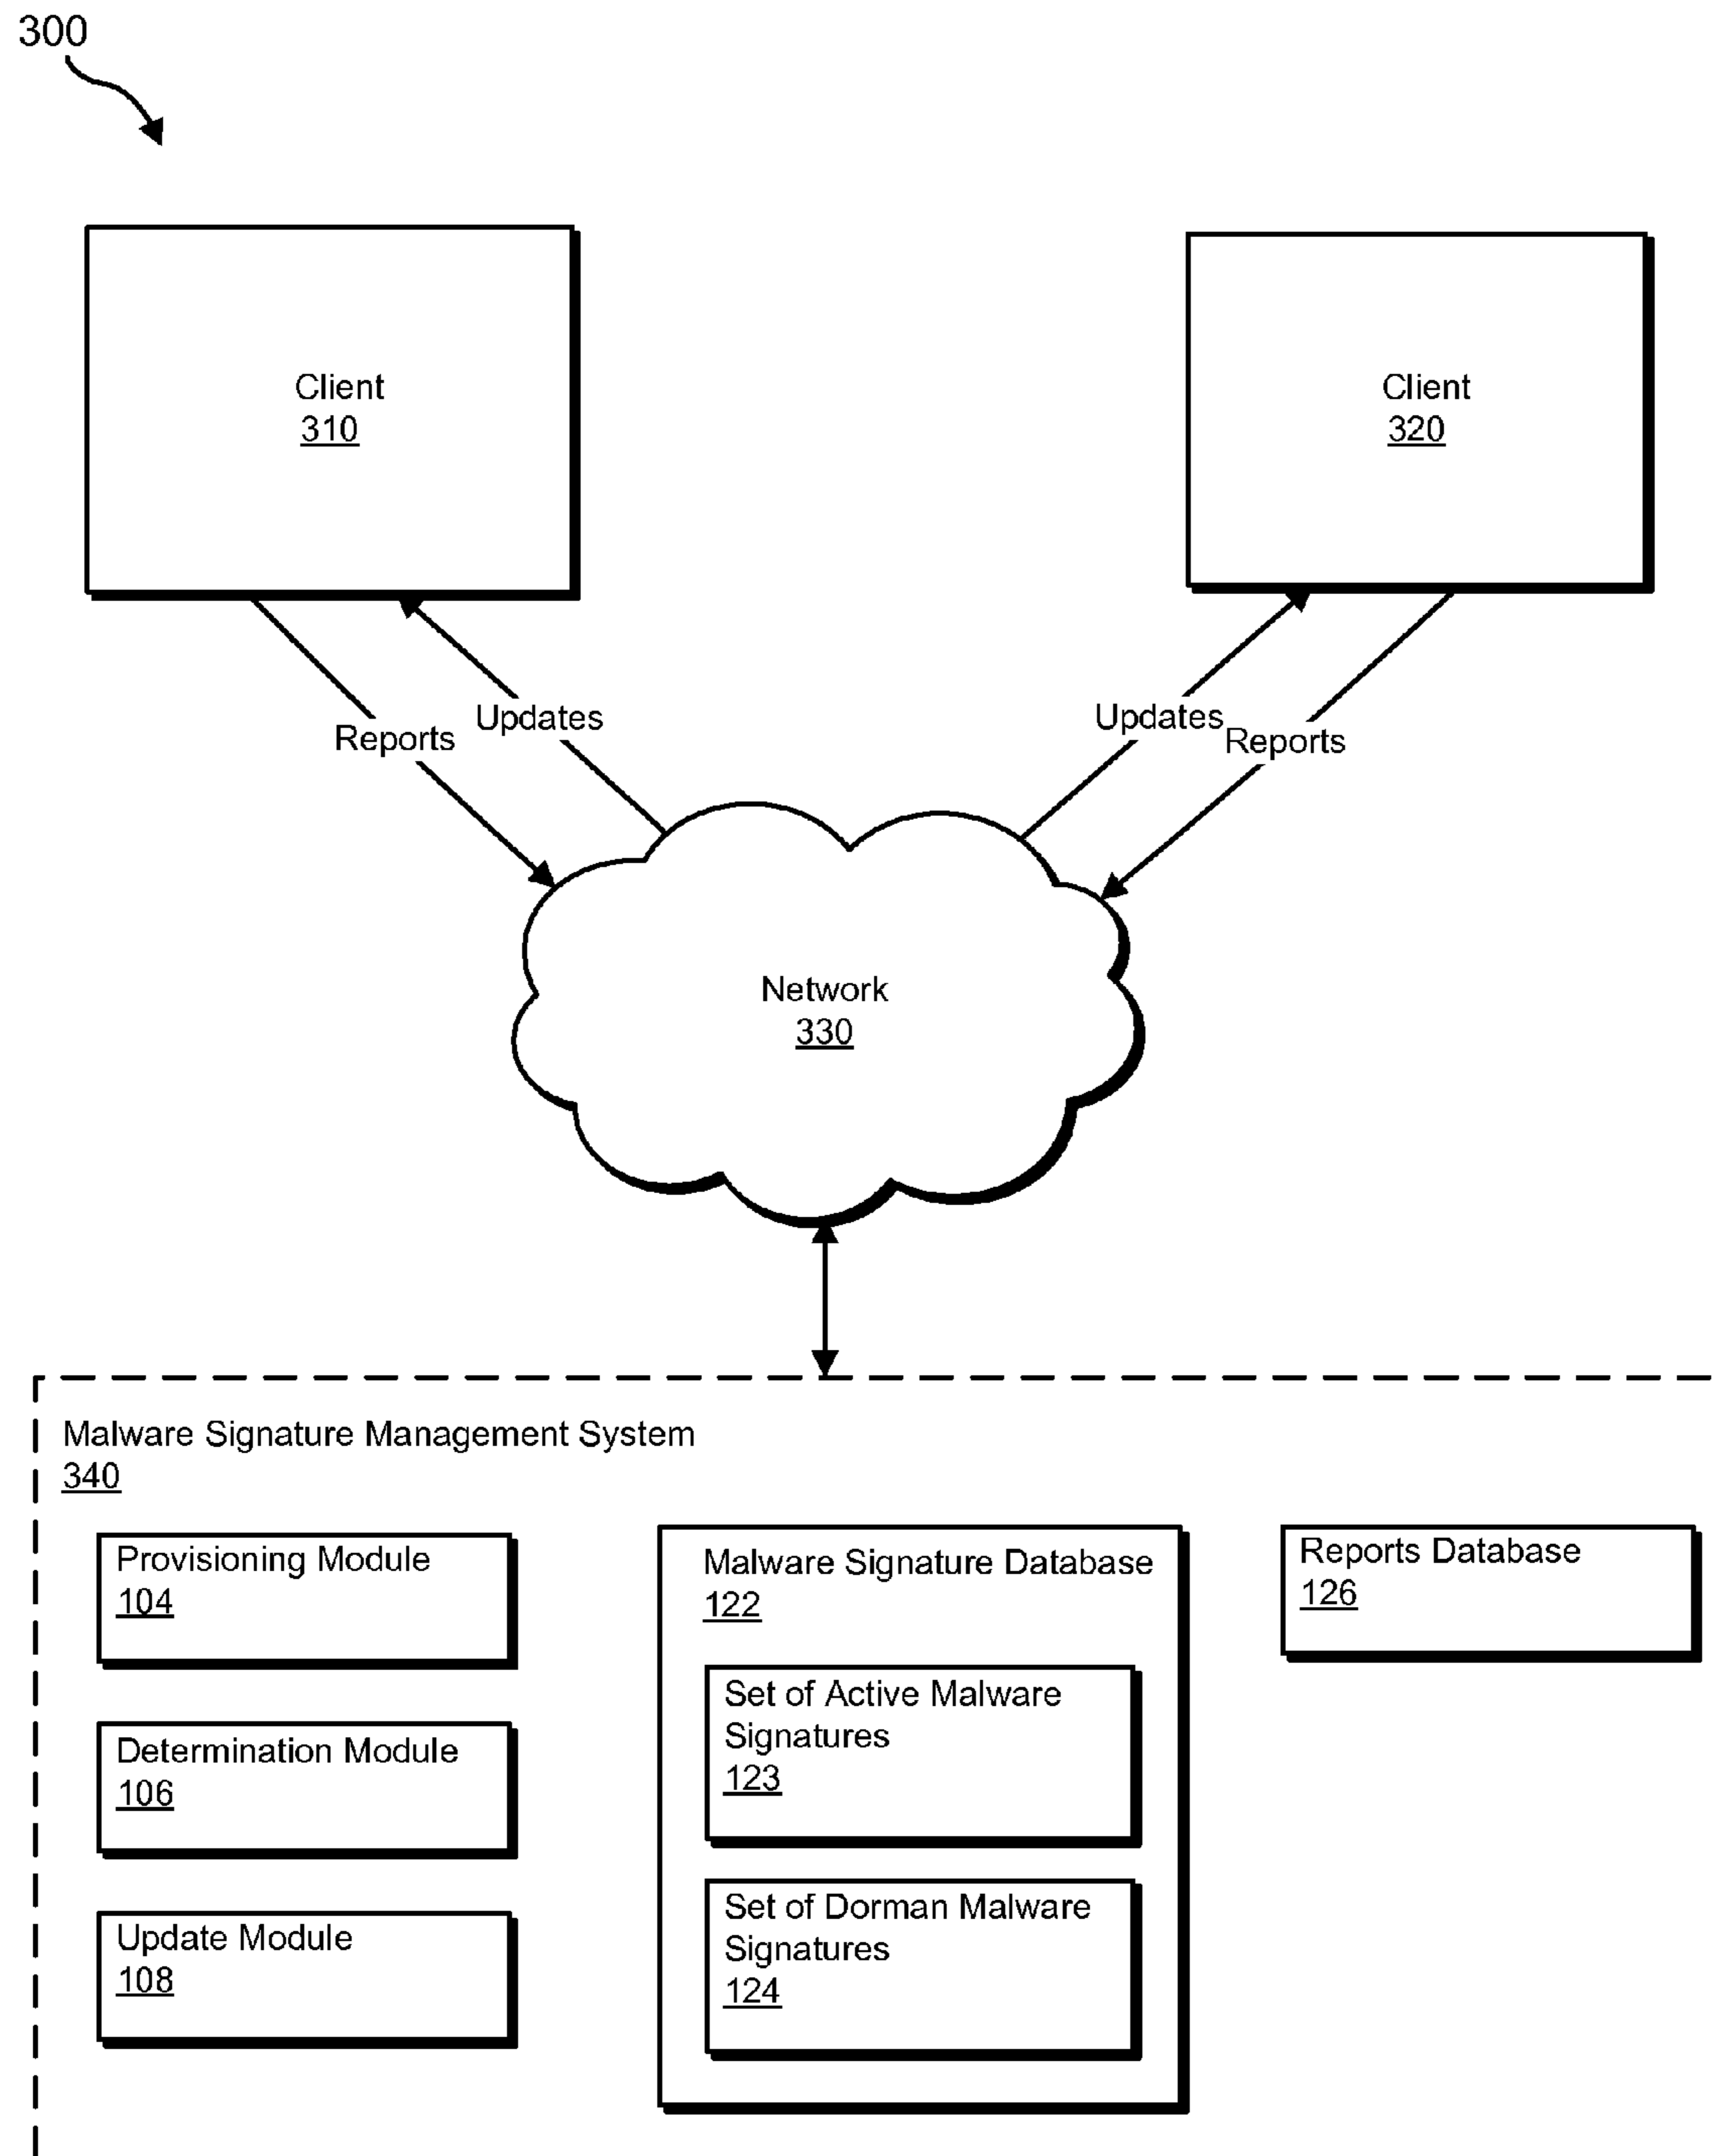 300
Client
310
Client
320
Reports
Updates
Updates
Reports
Network
330
Malware Signature Management System
340
Provisioning Module
104
Determination Module
106
Update Module
108
Malware Signature Database
122
Set of Active Malware
Signatures
123
Set of Dorman Malware
Signatures
124
Reports Database
126